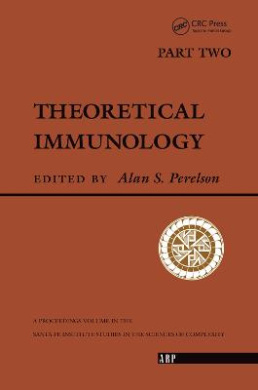 CRC Press
PART TWO
THEORETICAL
IMMUNOLOGY
EDITED BY Alan S. Perelson
A PROCEEDINGS VOLUME IN THE
SANTA FE INSTITUTE STUDIES IN THE SCIENCES OF COMPLEXITY
ARP